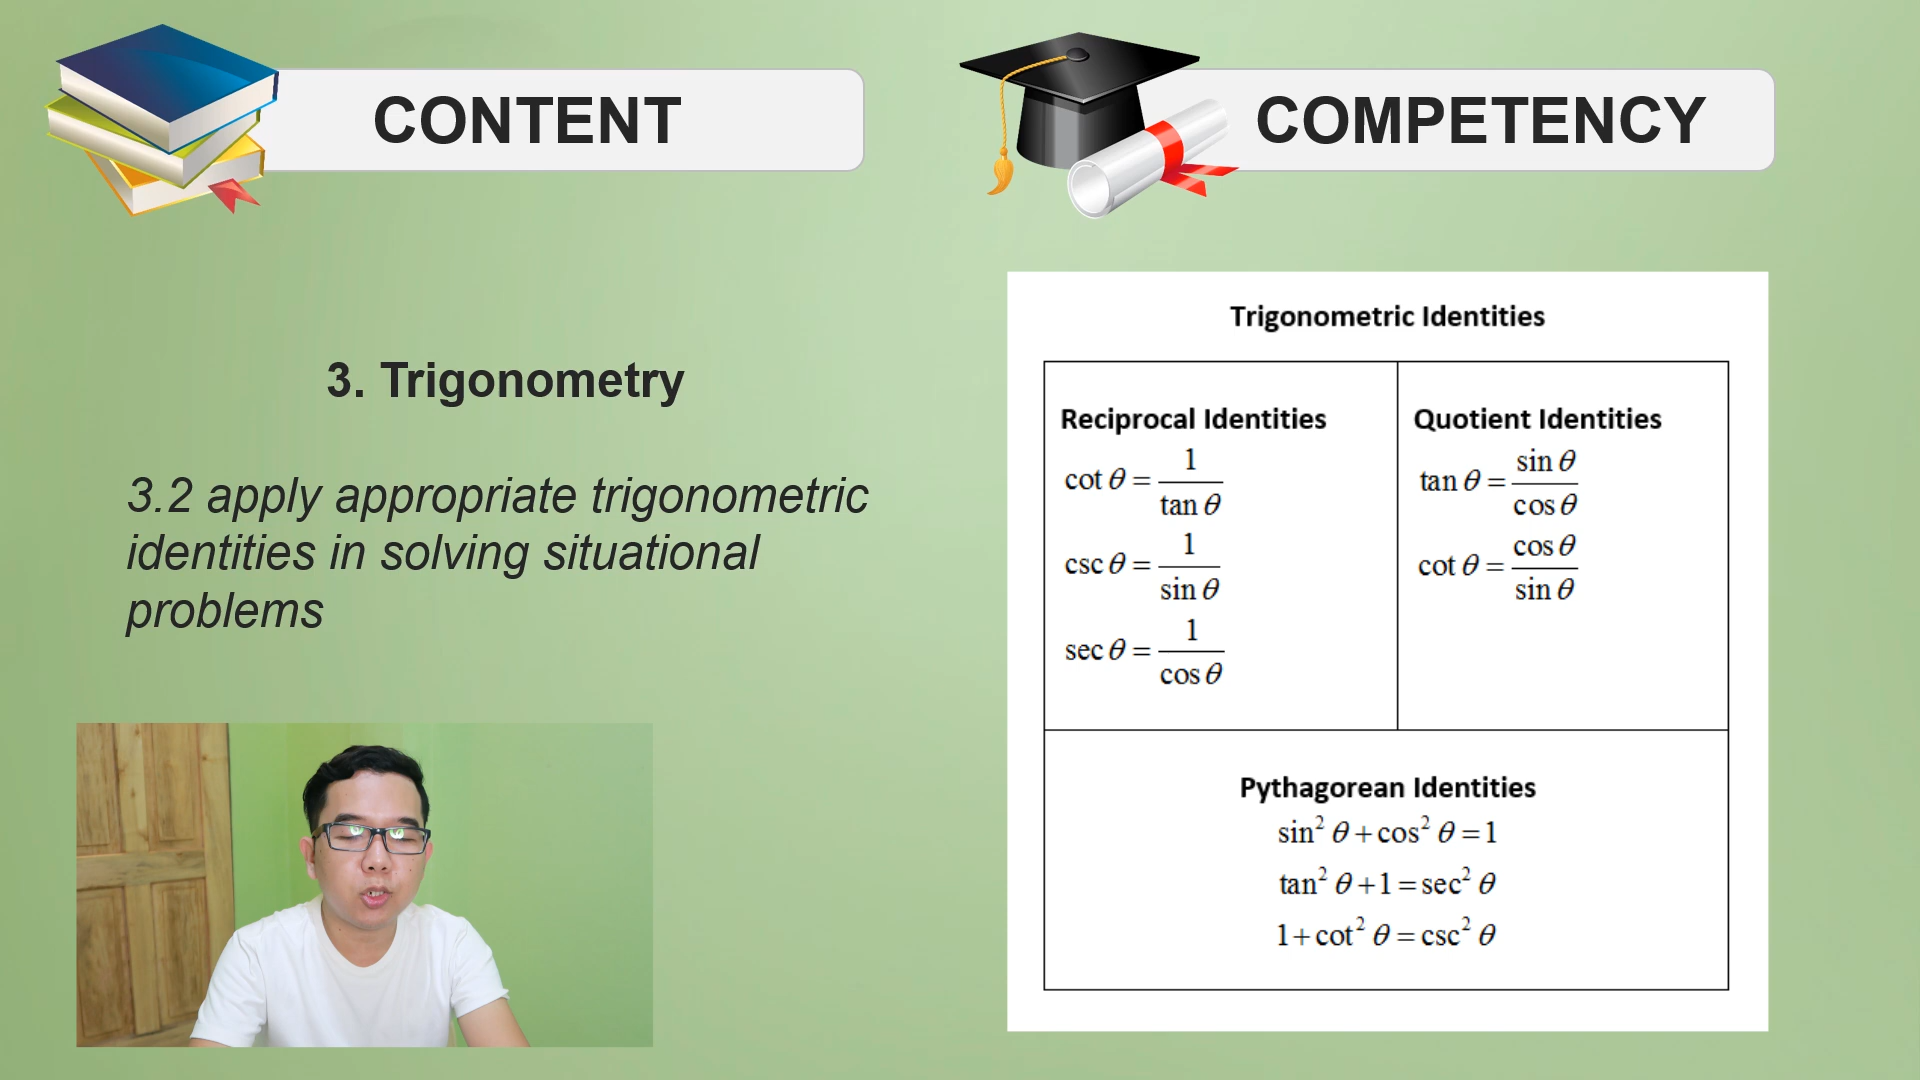 CONTENT
COMPETENCY
3. Trigonometry
3.2 apply appropriate trigonometric
identities in solving situational
problems
Trigonometric Identities
Reciprocal Identities
cot θ = 1/tan θ
csc θ = 1/sin θ
sec θ = 1/cos θ
Quotient Identities
tan θ = sin θ/cos θ
cot θ = cos θ/sin θ
Pythagorean Identities
sin² θ + cos² θ = 1
tan² θ + 1 = sec² θ
1 + cot² θ = csc² θ